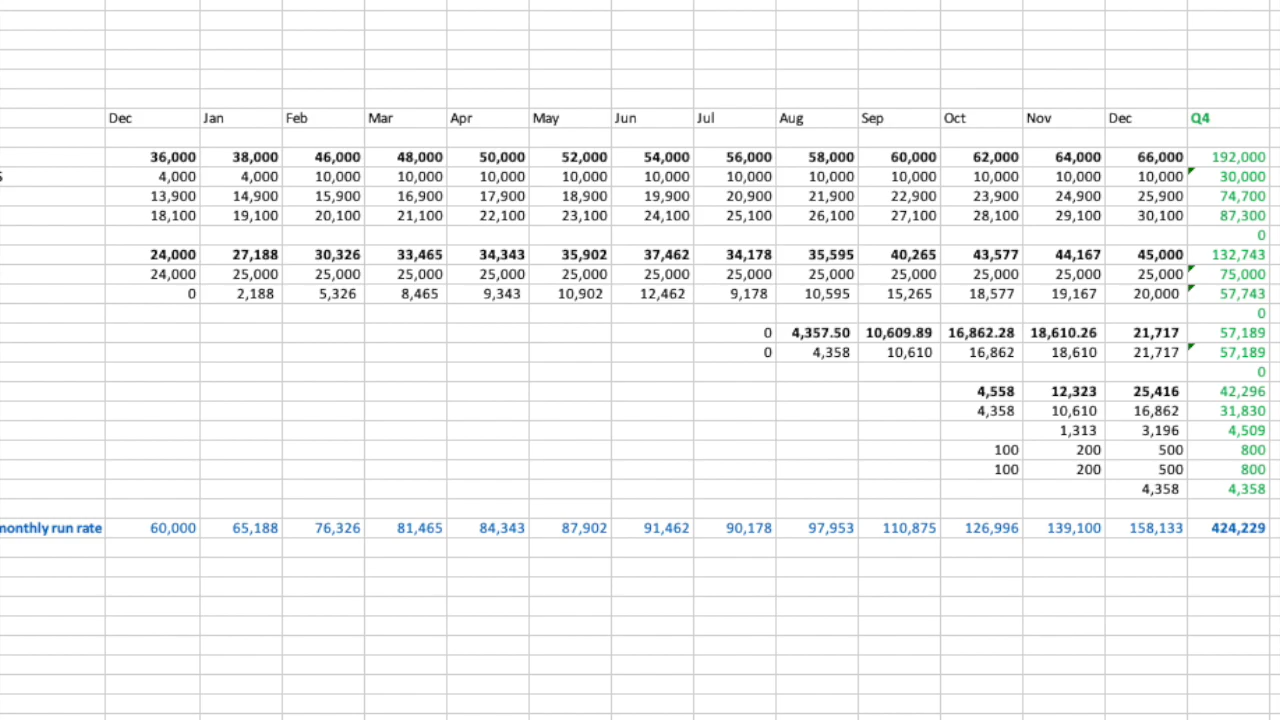 Dec Jan Feb Mar Apr May Jun Jul Aug Sep Oct Nov Dec Q4
36,000 38,000 46,000 48,000 50,000 52,000 54,000 56,000 58,000 60,000 62,000 64,000 66,000 192,000
s 4,000 4,000 10,000 10,000 10,000 10,000 10,000 10,000 10,000 10,000 10,000 10,000 10,000 30,000
13,900 14,900 15,900 16,900 17,900 18,900 19,900 20,900 21,900 22,900 23,900 24,900 25,900 74,700
18,100 19,100 20,100 21,100 22,100 23,100 24,100 25,100 26,100 27,100 28,100 29,100 30,100 87,300
0
24,000 27,188 30,326 33,465 34,343 35,902 37,462 34,178 35,595 40,265 43,577 44,167 45,000 132,743
24,000 25,000 25,000 25,000 25,000 25,000 25,000 25,000 25,000 25,000 25,000 25,000 25,000 75,000
0 2,188 5,326 8,465 9,343 10,902 12,462 9,178 10,595 15,265 18,577 19,167 20,000 57,743
0
0 4,357.50 10,609.89 16,862.28 18,610.26 21,717 57,189
0 4,358 10,610 16,862 18,610 21,717 57,189
0
4,558 12,323 25,416 42,296
4,358 10,610 16,862 31,830
1,313 3,196 4,509
100 200 500 800
100 200 500 800
4,358 4,358
monthly run rate 60,000 65,188 76,326 81,465 84,343 87,902 91,462 90,178 97,953 110,875 126,996 139,100 158,133 424,229